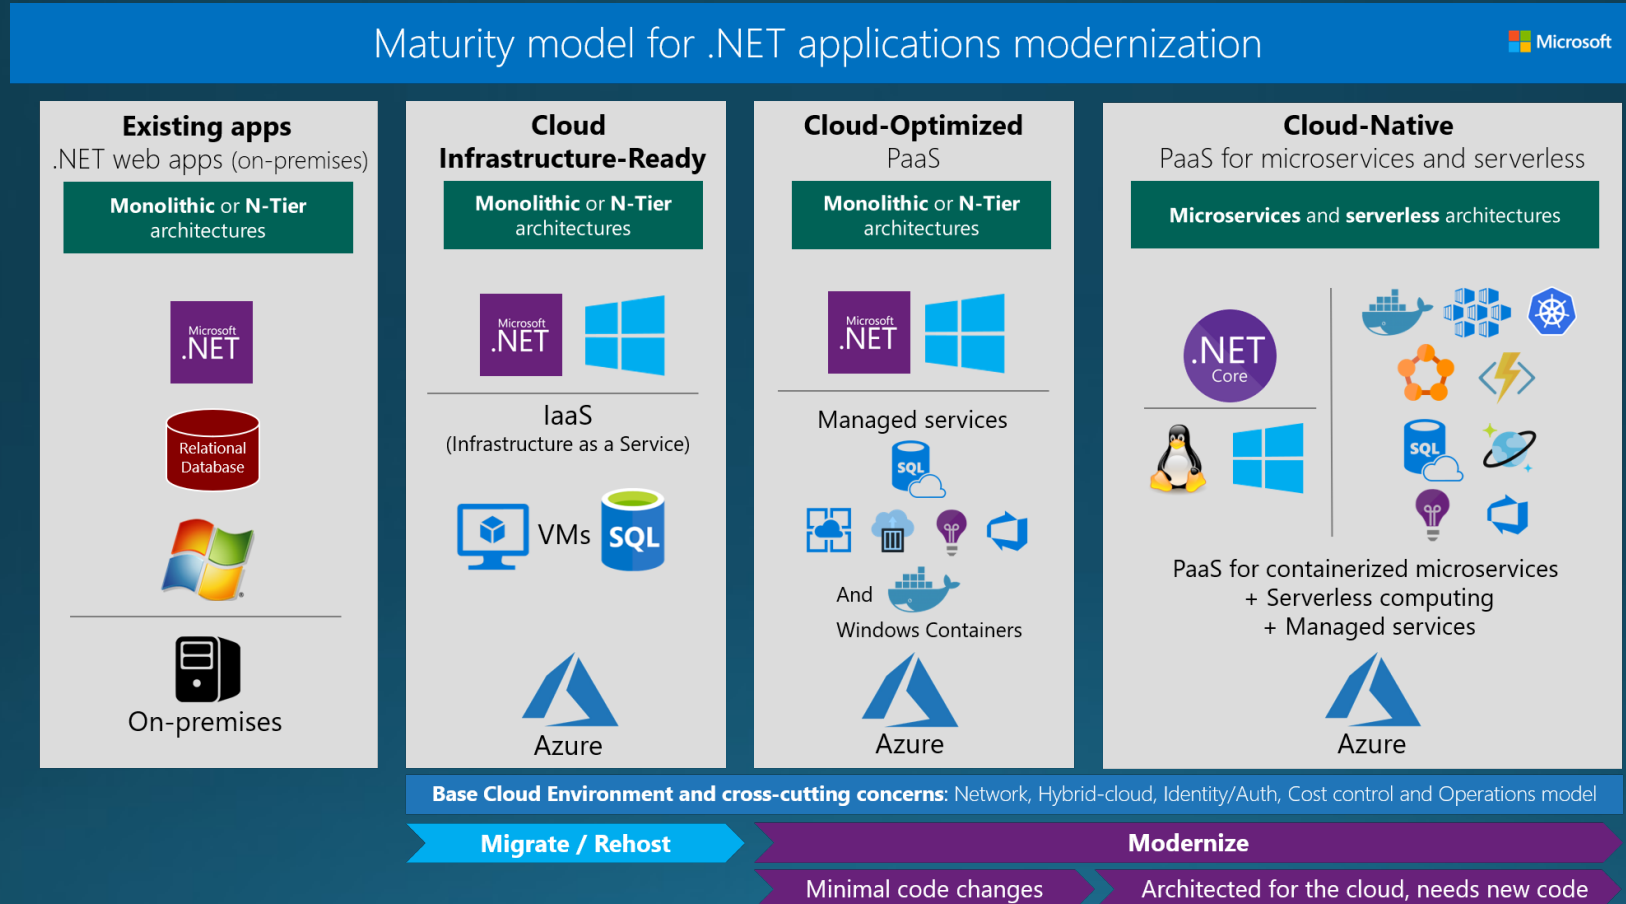 Maturity model for .NET applications modernization
Microsoft
Existing apps
.NET web apps (on-premises)
Monolithic or N-Tier
architectures
Microsoft
.NET
Relational
Database
On-premises
Cloud
Infrastructure-Ready
Monolithic or N-Tier
architectures
Microsoft
.NET
IaaS
(Infrastructure as a Service)
VMs
SQL
Azure
Cloud-Optimized
PaaS
Monolithic or N-Tier
architectures
Microsoft
.NET
Managed services
SQL
And
Windows Containers
Azure
Cloud-Native
PaaS for microservices and serverless
Microservices and serverless architectures
.NET
Core
SQL
PaaS for containerized microservices
+ Serverless computing
+ Managed services
Azure
Base Cloud Environment and cross-cutting concerns: Network, Hybrid-cloud, Identity/Auth, Cost control and Operations model
Migrate / Rehost
Modernize
Minimal code changes
Architected for the cloud, needs new code